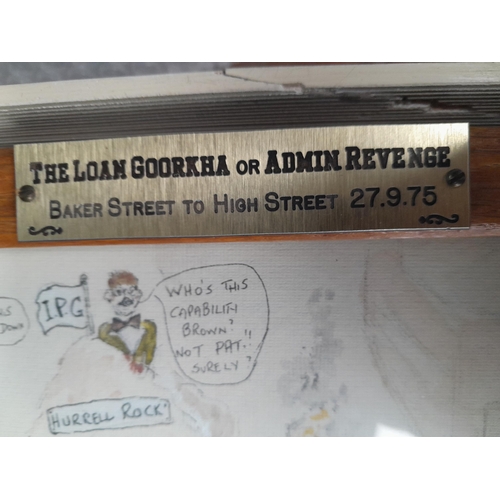 THE LOAN GOORKHA OR ADMIN. REVENGE
BAKER STREET TO HIGH STREET 27.9.75
I.P.G
WHO'S THIS
CAPABILITY
BROWN?
NOT PAT!!
SURELY?
HURRELL ROCK